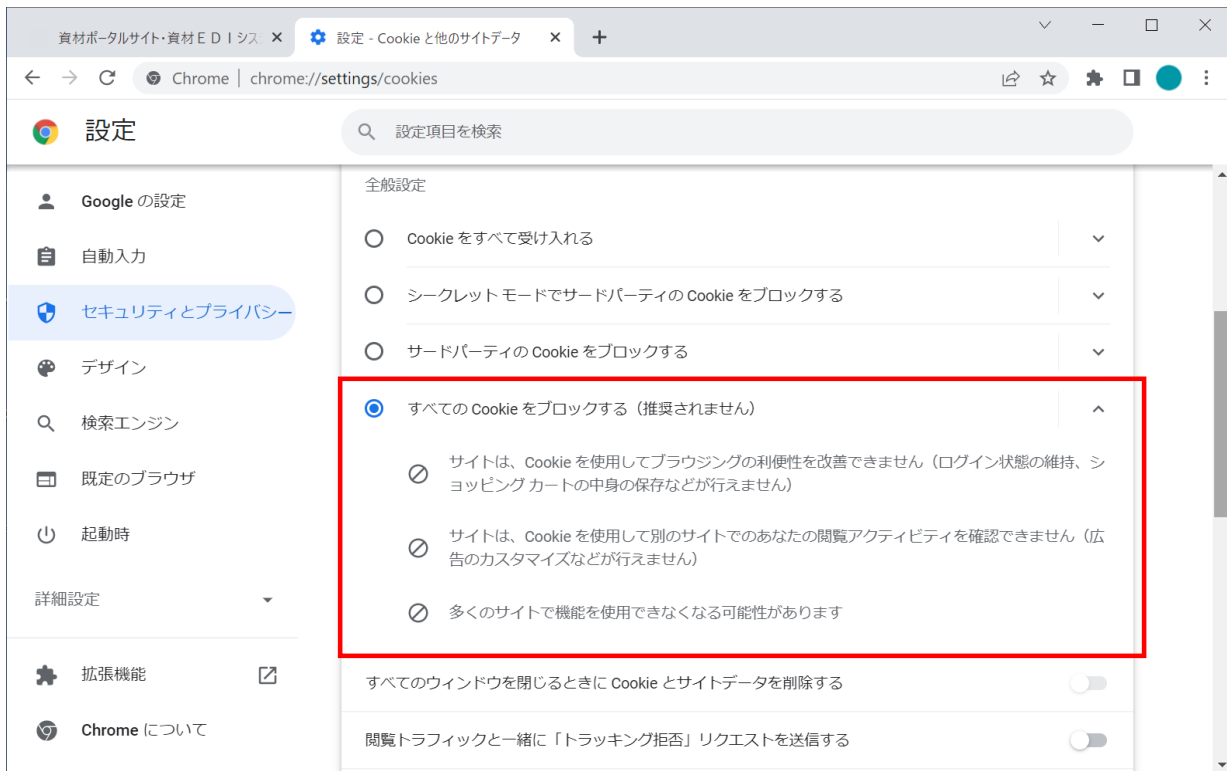 資材ポータルサイト・資材ＥＤＩシス
設定 - Cookie と他のサイトデータ
Chrome | chrome://settings/cookies
設定
設定項目を検索
Google の設定
自動入力
セキュリティとプライバシー
デザイン
検索エンジン
既定のブラウザ
起動時
詳細設定
拡張機能
Chrome について
全般設定
Cookie をすべて受け入れる
シークレット モードでサードパーティの Cookie をブロックする
サードパーティの Cookie をブロックする
すべての Cookie をブロックする（推奨されません）
サイトは、Cookie を使用してブラウジングの利便性を改善できません（ログイン状態の維持、シ
ョッピング カートの中身の保存などが行えません）
サイトは、Cookie を使用して別のサイトでのあなたの閲覧アクティビティを確認できません（広
告のカスタマイズなどが行えません）
多くのサイトで機能を使用できなくなる可能性があります
すべてのウィンドウを閉じるときに Cookie とサイトデータを削除する
閲覧トラフィックと一緒に「トラッキング拒否」リクエストを送信する